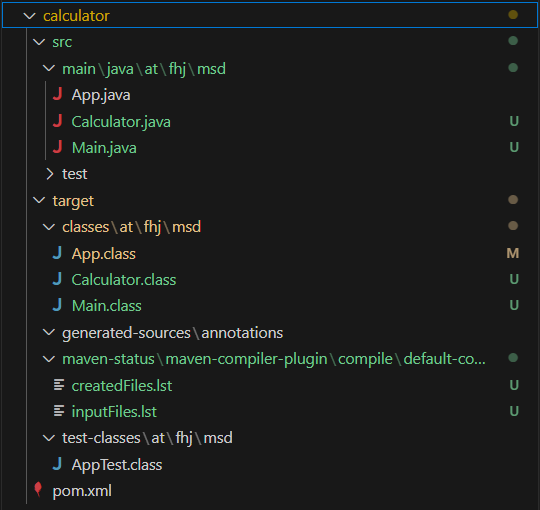 calculator
src
main\java\at\fhj\msd
App.java
Calculator.java U
Main.java U
test
target
classes\at\fhj\msd
App.class M
Calculator.class U
Main.class U
generated-sources\annotations
maven-status\maven-compiler-plugin\compile\default-co...
createdFiles.lst U
inputFiles.lst U
test-classes\at\fhj\msd
AppTest.class
pom.xml